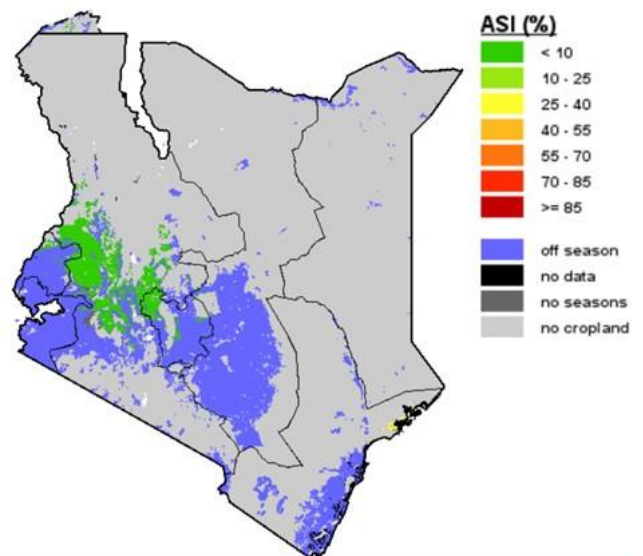 ASI (%)
< 10
10 - 25
25 - 40
40 - 55
55 - 70
70 - 85
>= 85
off season
no data
no seasons
no cropland